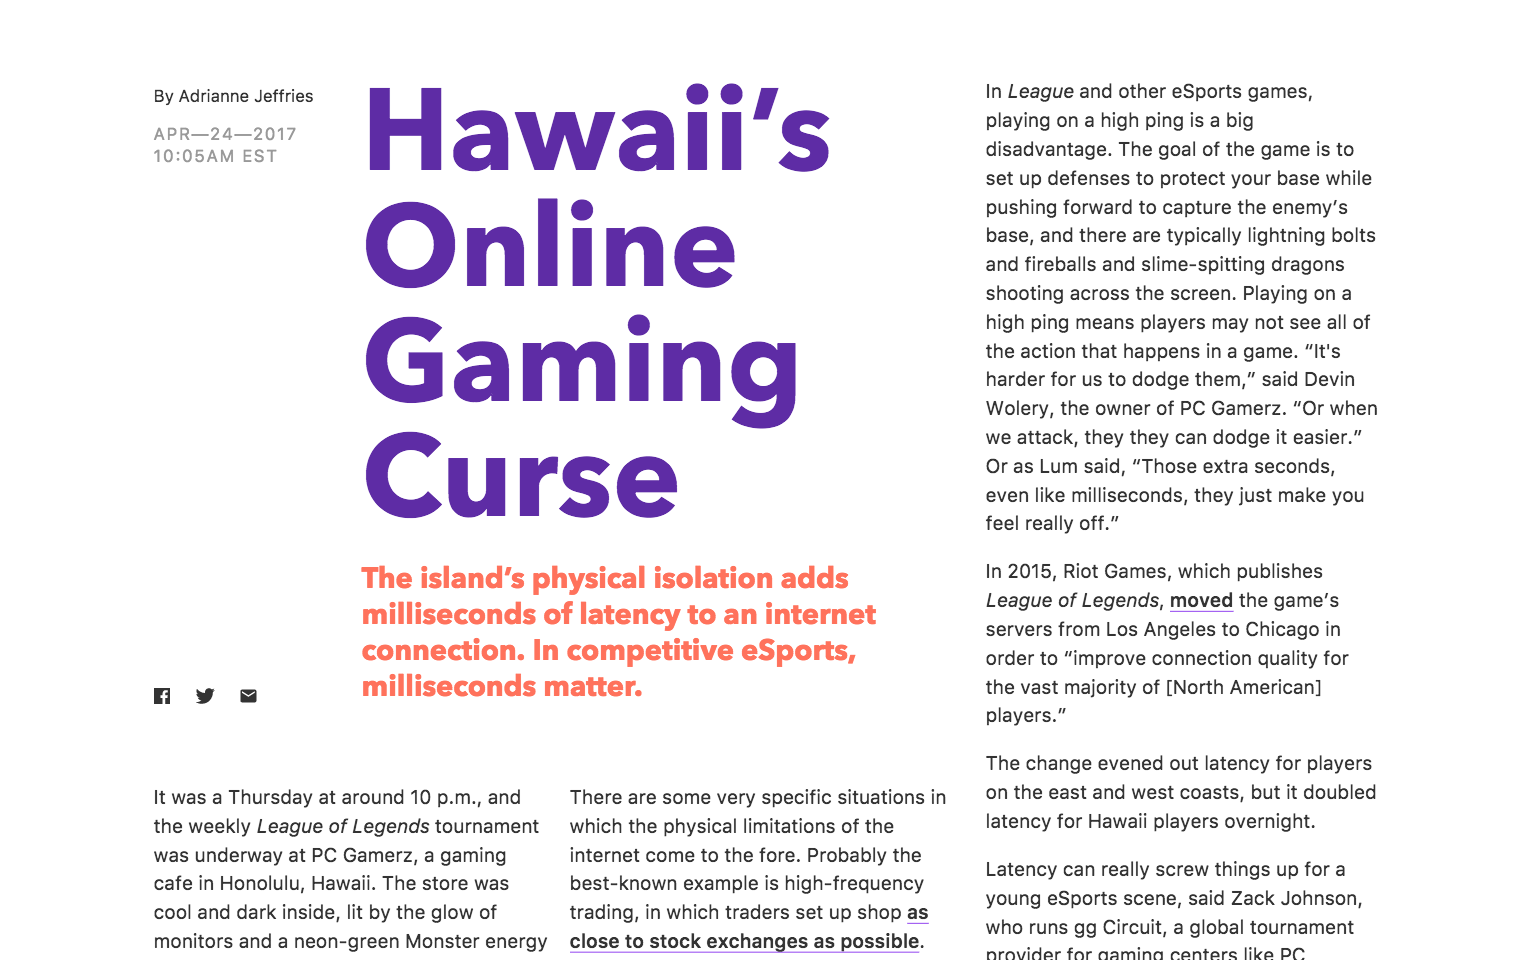 By Adrianne Jeffries
APR—24—2017
10:05AM EST
Hawaii’s
Online
Gaming
Curse
The island’s physical isolation adds
milliseconds of latency to an internet
connection. In competitive eSports,
milliseconds matter.
It was a Thursday at around 10 p.m., and
the weekly League of Legends tournament
was underway at PC Gamerz, a gaming
cafe in Honolulu, Hawaii. The store was
cool and dark inside, lit by the glow of
monitors and a neon-green Monster energy
There are some very specific situations in
which the physical limitations of the
internet come to the fore. Probably the
best-known example is high-frequency
trading, in which traders set up shop as
close to stock exchanges as possible.
In League and other eSports games,
playing on a high ping is a big
disadvantage. The goal of the game is to
set up defenses to protect your base while
pushing forward to capture the enemy’s
base, and there are typically lightning bolts
and fireballs and slime-spitting dragons
shooting across the screen. Playing on a
high ping means players may not see all of
the action that happens in a game. “It's
harder for us to dodge them,” said Devin
Wolery, the owner of PC Gamerz. “Or when
we attack, they they can dodge it easier.”
Or as Lum said, “Those extra seconds,
even like milliseconds, they just make you
feel really off.”
In 2015, Riot Games, which publishes
League of Legends, moved the game’s
servers from Los Angeles to Chicago in
order to “improve connection quality for
the vast majority of [North American]
players.”
The change evened out latency for players
on the east and west coasts, but it doubled
latency for Hawaii players overnight.
Latency can really screw things up for a
young eSports scene, said Zack Johnson,
who runs gg Circuit, a global tournament
provider for gaming centers like PC